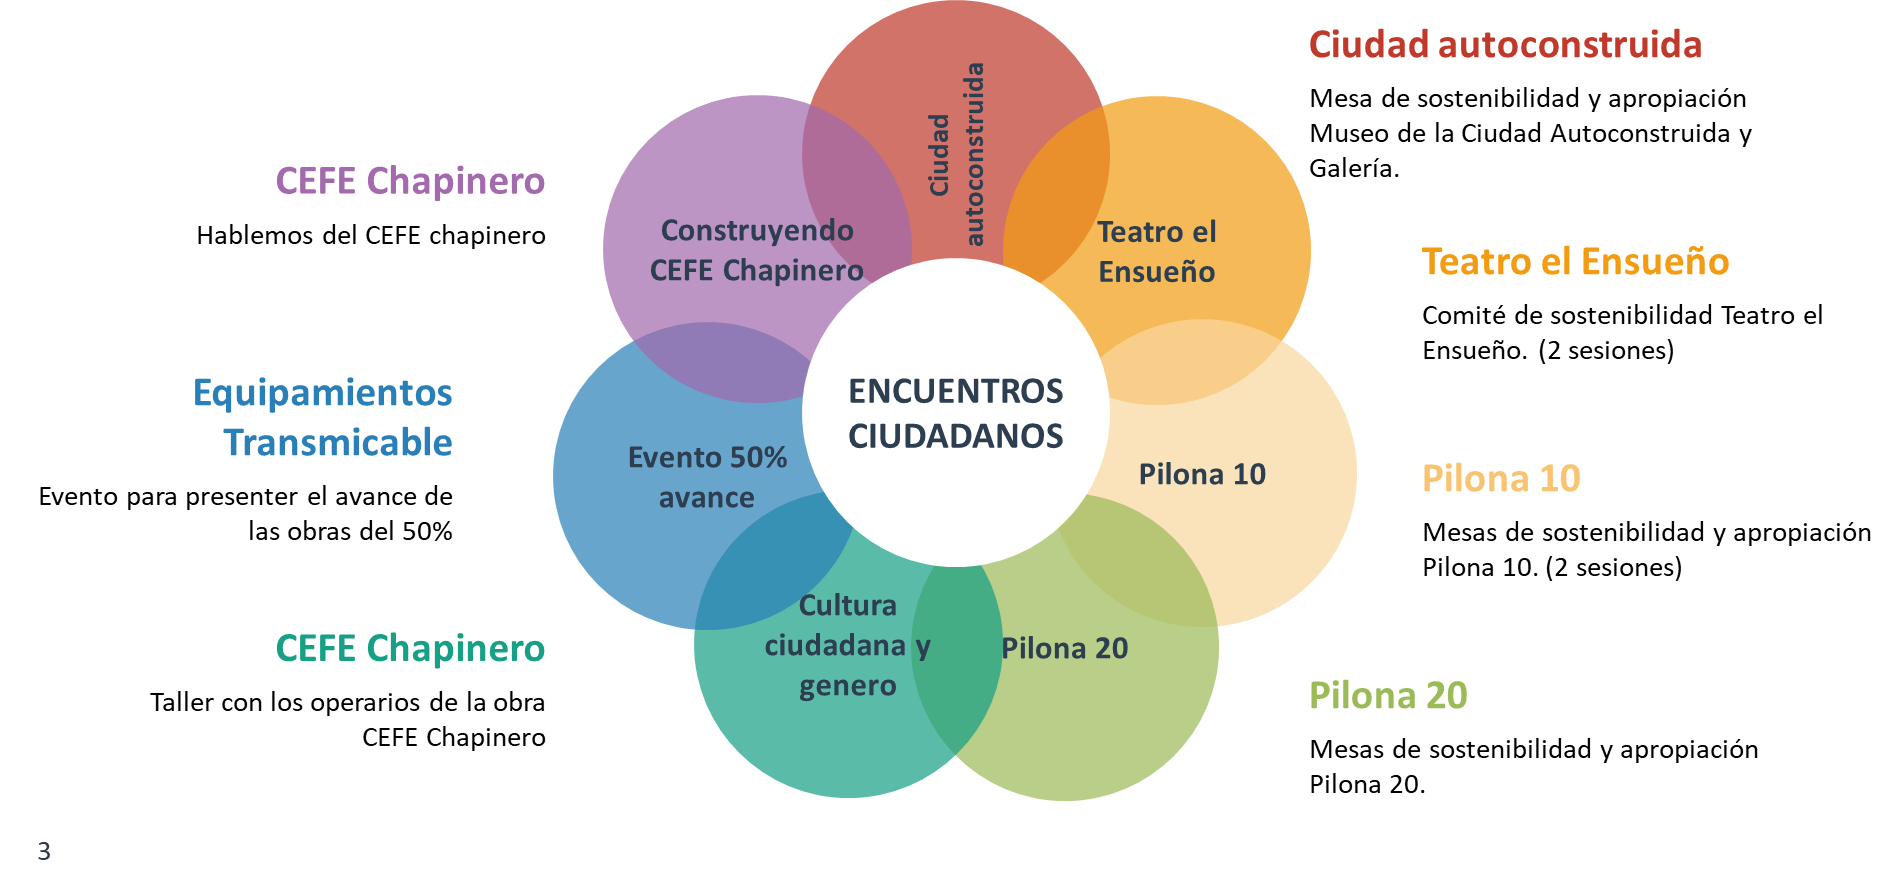 Ciudad autoconstruida
Mesa de sostenibilidad y apropiación
Museo de la Ciudad Autoconstruida y
Galería.
Teatro el Ensueño
Comité de sostenibilidad Teatro el
Ensueño. (2 sesiones)
Pilona 10
Mesas de sostenibilidad y apropiación
Pilona 10. (2 sesiones)
Pilona 20
Mesas de sostenibilidad y apropiación
Pilona 20.
CEFE Chapinero
Hablemos del CEFE chapinero
Equipamientos
Transmicable
Evento para presenter el avance de
las obras del 50%
CEFE Chapinero
Taller con los operarios de la obra
CEFE Chapinero
Ciudad
autoconstruida
Teatro el
Ensueño
Pilona 10
Pilona 20
Cultura
ciudadana y
genero
Evento 50%
avance
Construyendo
CEFE Chapinero
ENCUENTROS
CIUDADANOS
3